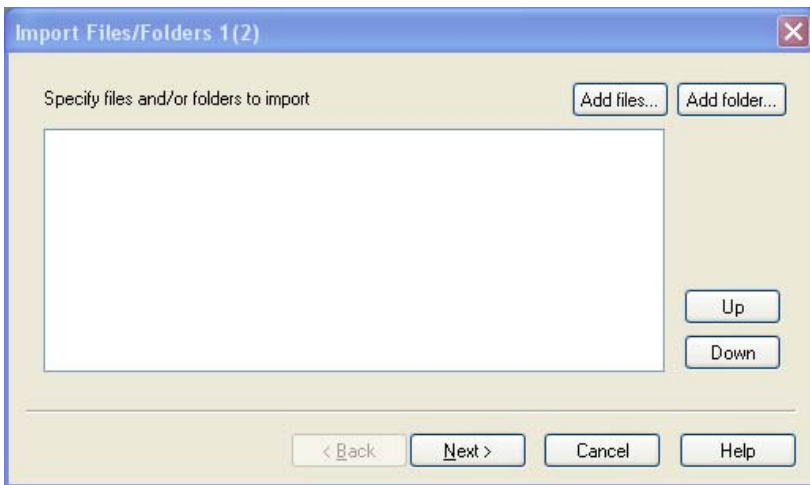 Import Files/Folders 1(2)
Specify files and/or folders to import
Add files...
Add folder...
Up
Down
< Back
Next >
Cancel
Help